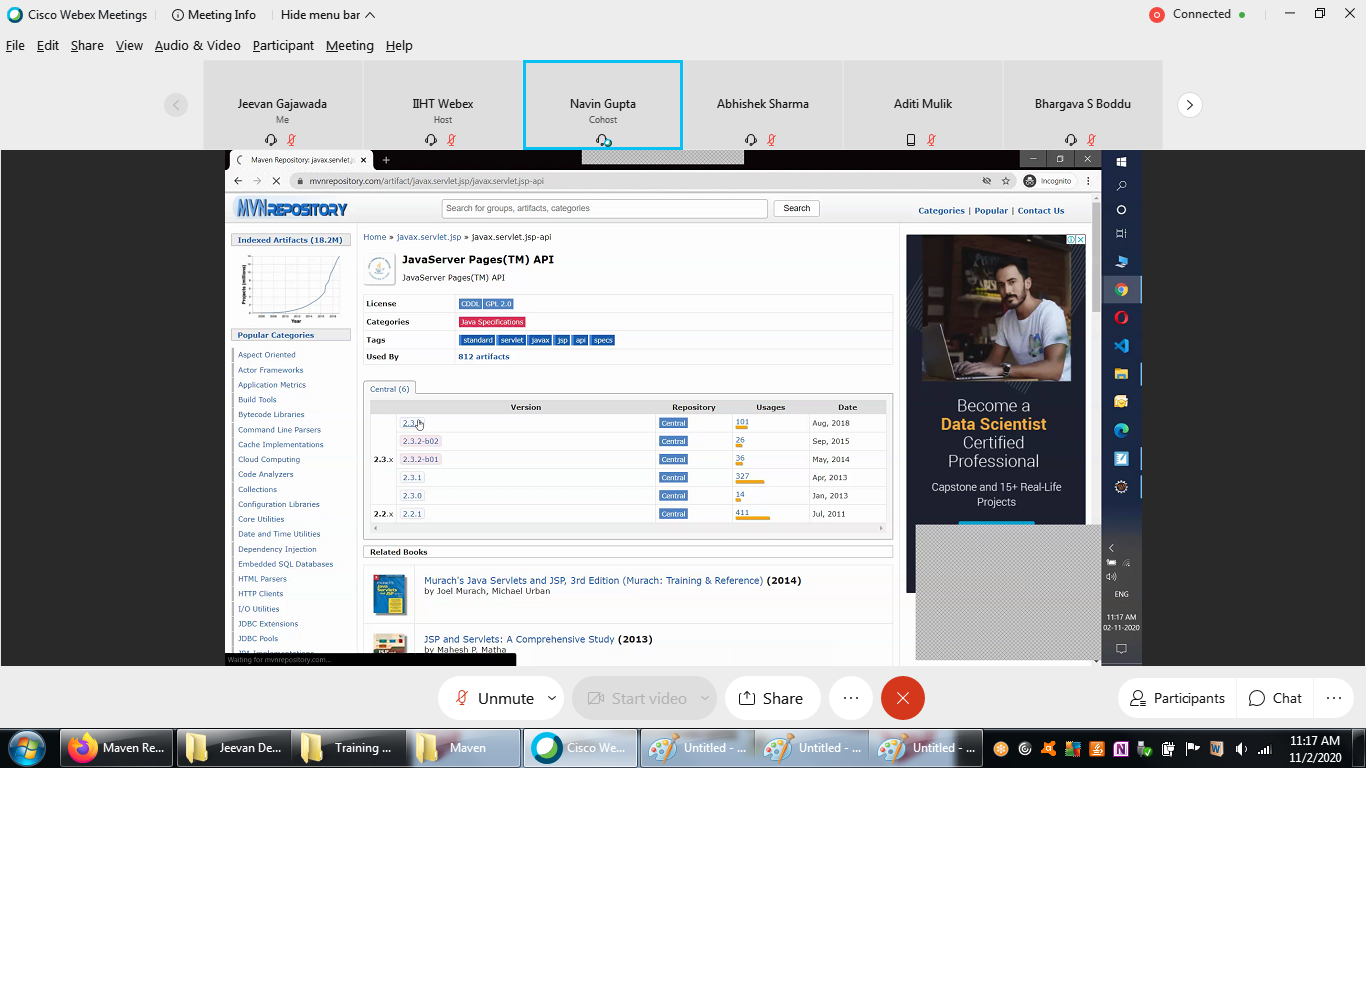 Cisco Webex Meetings
Meeting Info
Hide menu bar
Connected
File Edit Share View Audio & Video Participant Meeting Help
Jeevan Gajawada
Me
IIHT Webex
Host
Navin Gupta
Cohost
Abhishek Sharma
Aditi Mulik
Bhargava S Boddu
Maven Repository: javax.servlet.j
mvnrepository.com/artifact/javax.servlet.jsp/javax.servlet.jsp-api
Incognito
MVNREPOSITORY
Search for groups, artifacts, categories
Search
Categories | Popular | Contact Us
Indexed Artifacts (18.2M)
Projects (millions)
Year
Popular Categories
Aspect Oriented
Actor Frameworks
Application Metrics
Build Tools
Bytecode Libraries
Command Line Parsers
Cache Implementations
Cloud Computing
Code Analyzers
Collections
Configuration Libraries
Core Utilities
Date and Time Utilities
Dependency Injection
Embedded SQL Databases
HTML Parsers
HTTP Clients
I/O Utilities
JDBC Extensions
JDBC Pools
Home » javax.servlet.jsp » javax.servlet.jsp-api
JavaServer Pages(TM) API
JavaServer Pages(TM) API
License CDDL GPL 2.0
Categories Java Specifications
Tags standard servlet javax jsp api specs
Used By 812 artifacts
Central (6)
Version Repository Usages Date
2.3. Central 101 Aug, 2018
2.3.2-b02 Central 26 Sep, 2015
2.3.x 2.3.2-b01 Central 36 May, 2014
2.3.1 Central 327 Apr, 2013
2.3.0 Central 14 Jan, 2013
2.2.x 2.2.1 Central 411 Jul, 2011
Related Books
Murach's Java Servlets and JSP, 3rd Edition (Murach: Training & Reference) (2014)
by Joel Murach, Michael Urban
JSP and Servlets: A Comprehensive Study (2013)
by Mahesh P. Matha
Waiting for mvnrepository.com...
Become a
Data Scientist
Certified
Professional
Capstone and 15+ Real-Life
Projects
ENG
11:17 AM
02-11-2020
Unmute
Start video
Share
Participants
Chat
Maven Re...
Jeevan De...
Training ...
Maven
Cisco We...
Untitled - ...
Untitled - ...
Untitled - ...
11:17 AM
11/2/2020